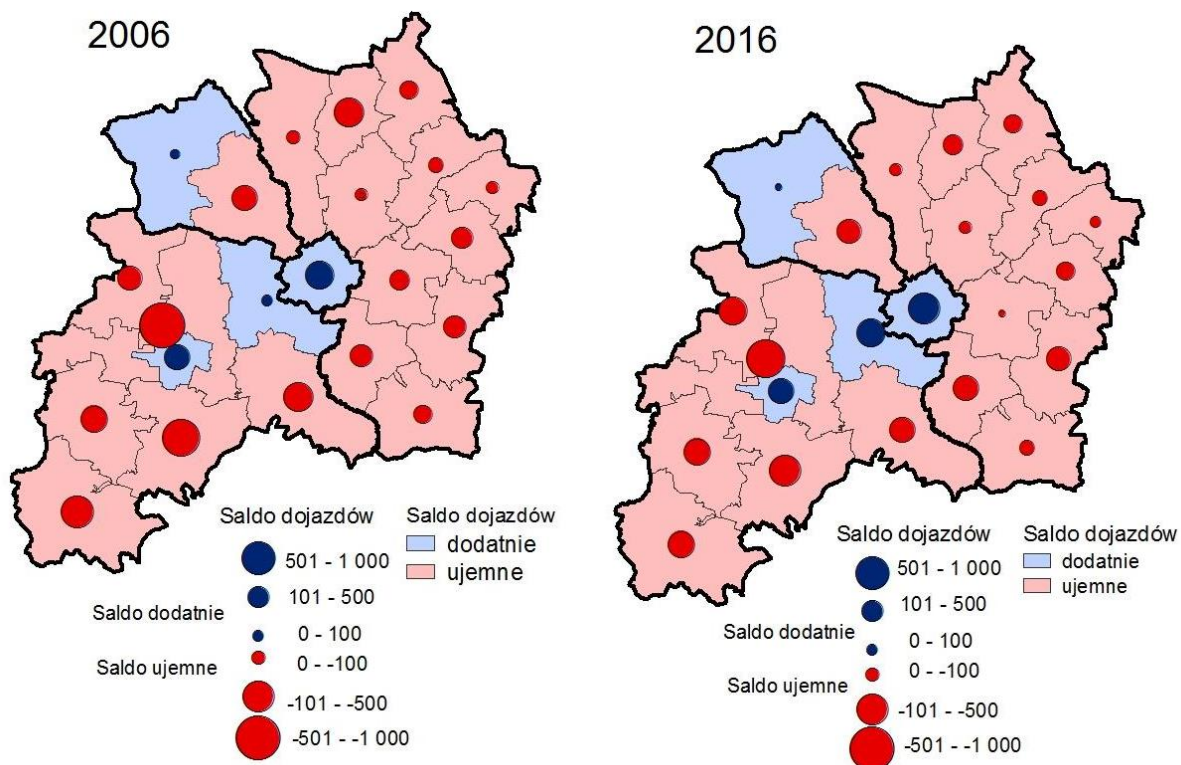 2006
Saldo dojazdów
501 - 1 000
101 - 500
Saldo dodatnie
0 - 100
Saldo ujemne
0 - -100
-101 - -500
-501 - -1 000
Saldo dojazdów
dodatnie
ujemne
2016
Saldo dojazdów
501 - 1 000
101 - 500
Saldo dodatnie
0 - 100
Saldo ujemne
0 - -100
-101 - -500
-501 - -1 000
Saldo dojazdów
dodatnie
ujemne